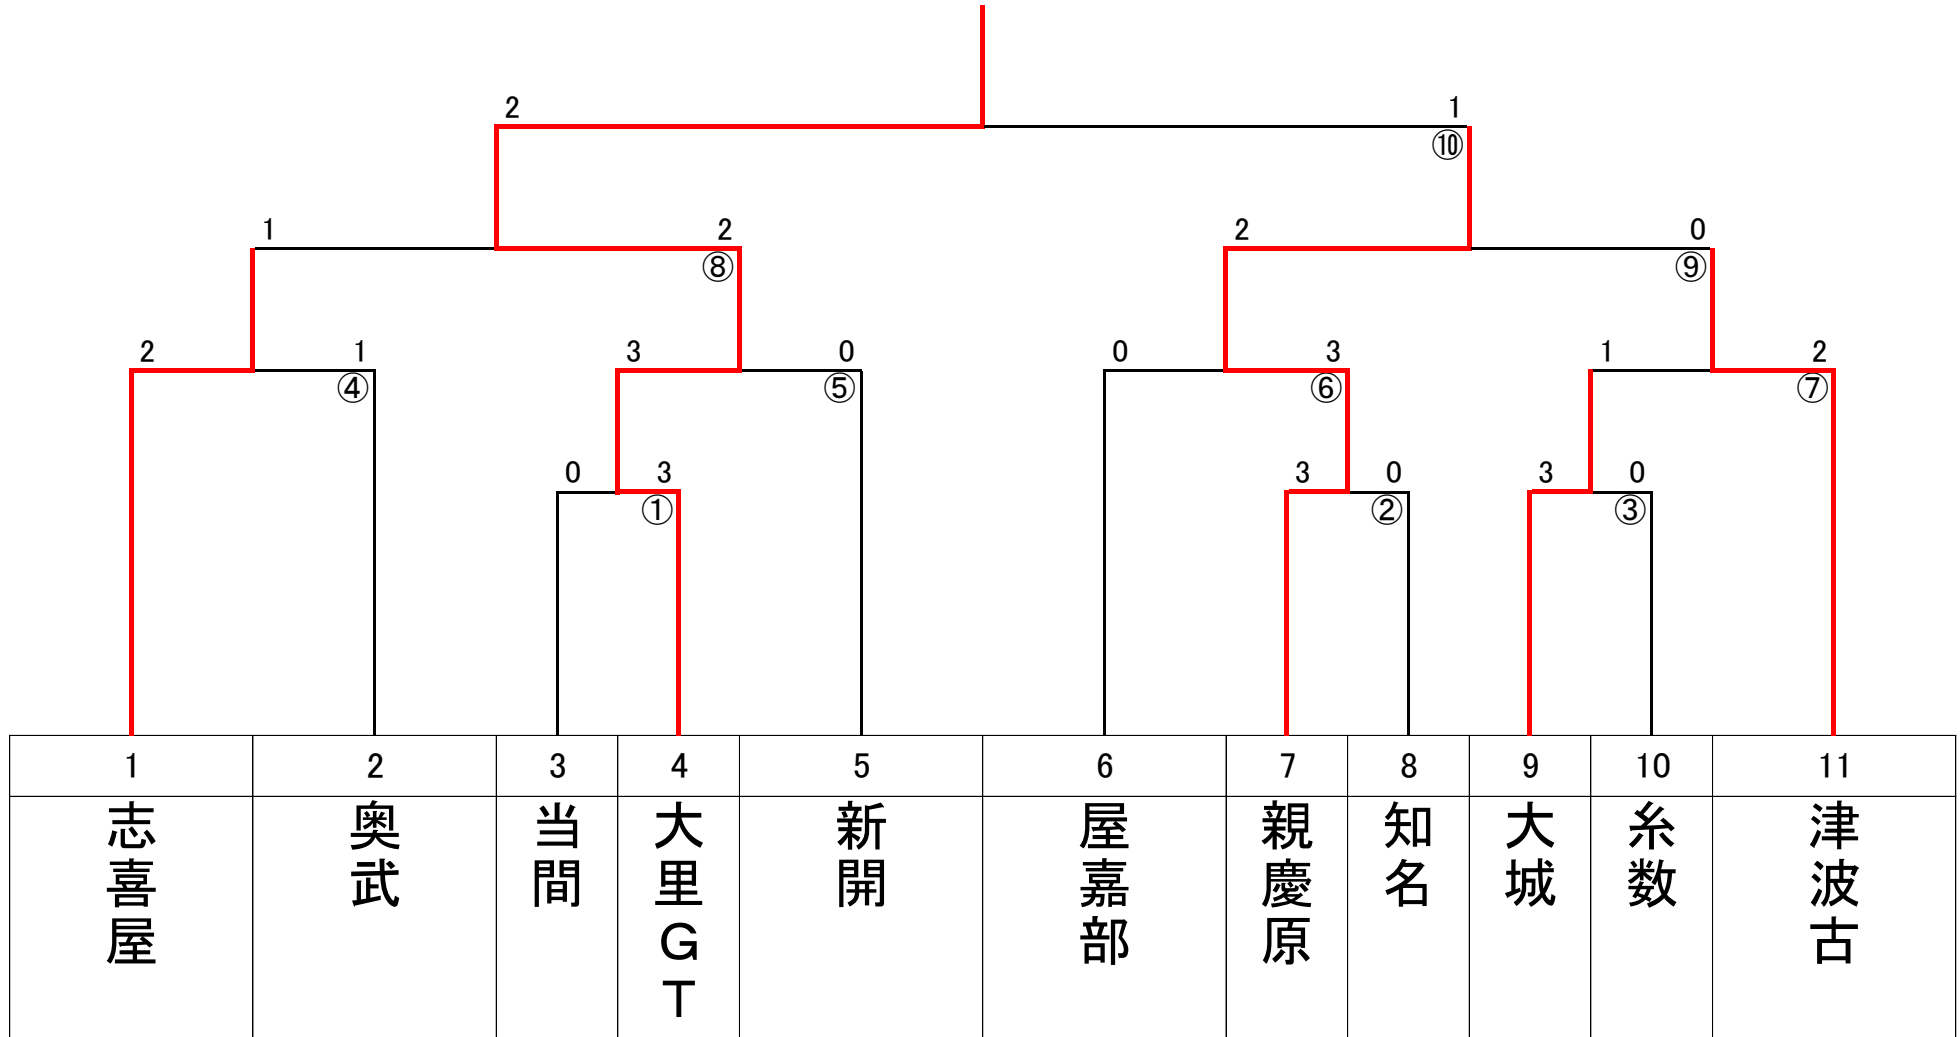 2 1
⑩
1 2 2 0
⑧ ⑨
2 1 3 0 0 3 1 2
④ ⑤ ⑥ ⑦
0 3 3 0 3 0
① ② ③
1 2 3 4 5 6 7 8 9 10 11
志喜屋
奥武
当間
大里GT
新開
屋嘉部
親慶原
知名
大城
糸数
津波古